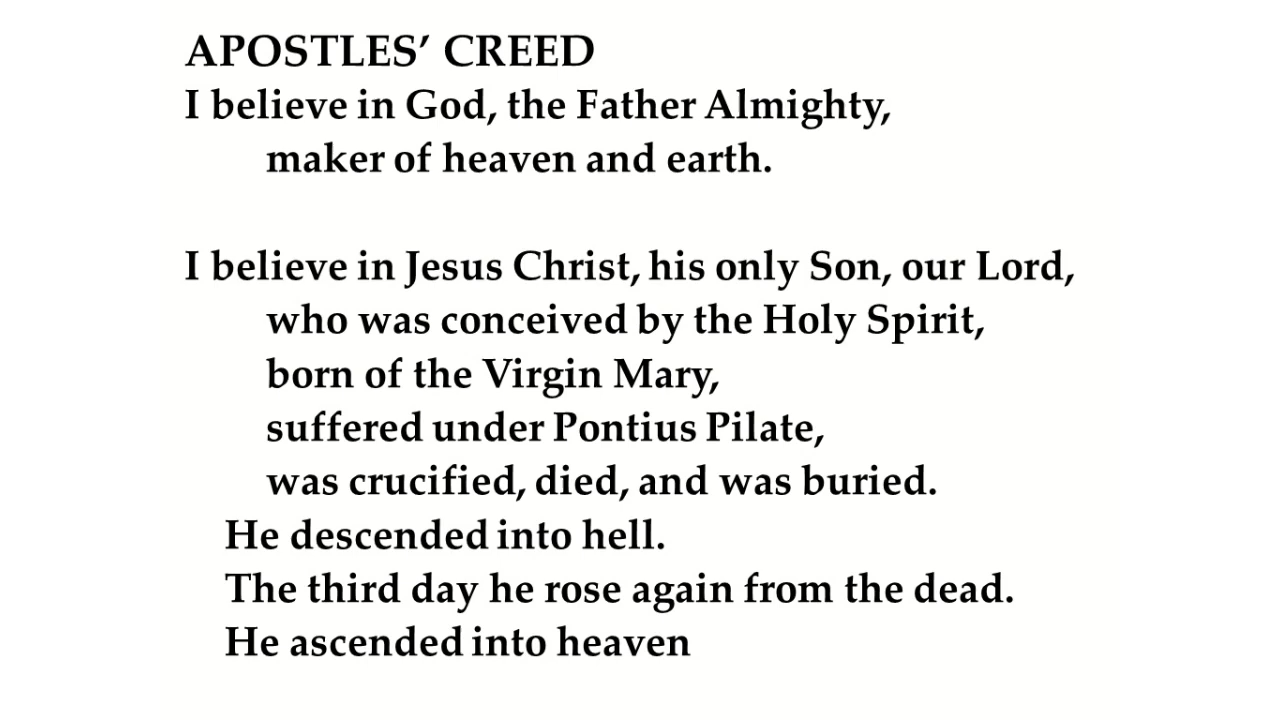 APOSTLES’ CREED
I believe in God, the Father Almighty,
maker of heaven and earth.
I believe in Jesus Christ, his only Son, our Lord,
who was conceived by the Holy Spirit,
born of the Virgin Mary,
suffered under Pontius Pilate,
was crucified, died, and was buried.
He descended into hell.
The third day he rose again from the dead.
He ascended into heaven